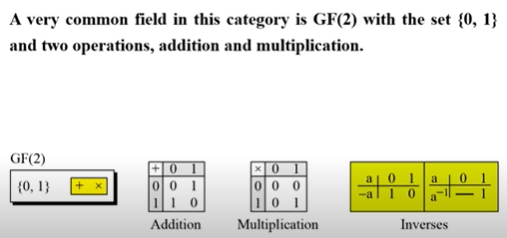 A very common field in this category is GF(2) with the set {0, 1}
and two operations, addition and multiplication.
GF(2)
{0, 1} + ×
+ 0 1
0 0 1
1 1 0
Addition
× 0 1
0 0 0
1 0 1
Multiplication
a 0 1
−a 1 0
a 0 1
a⁻¹ — 1
Inverses